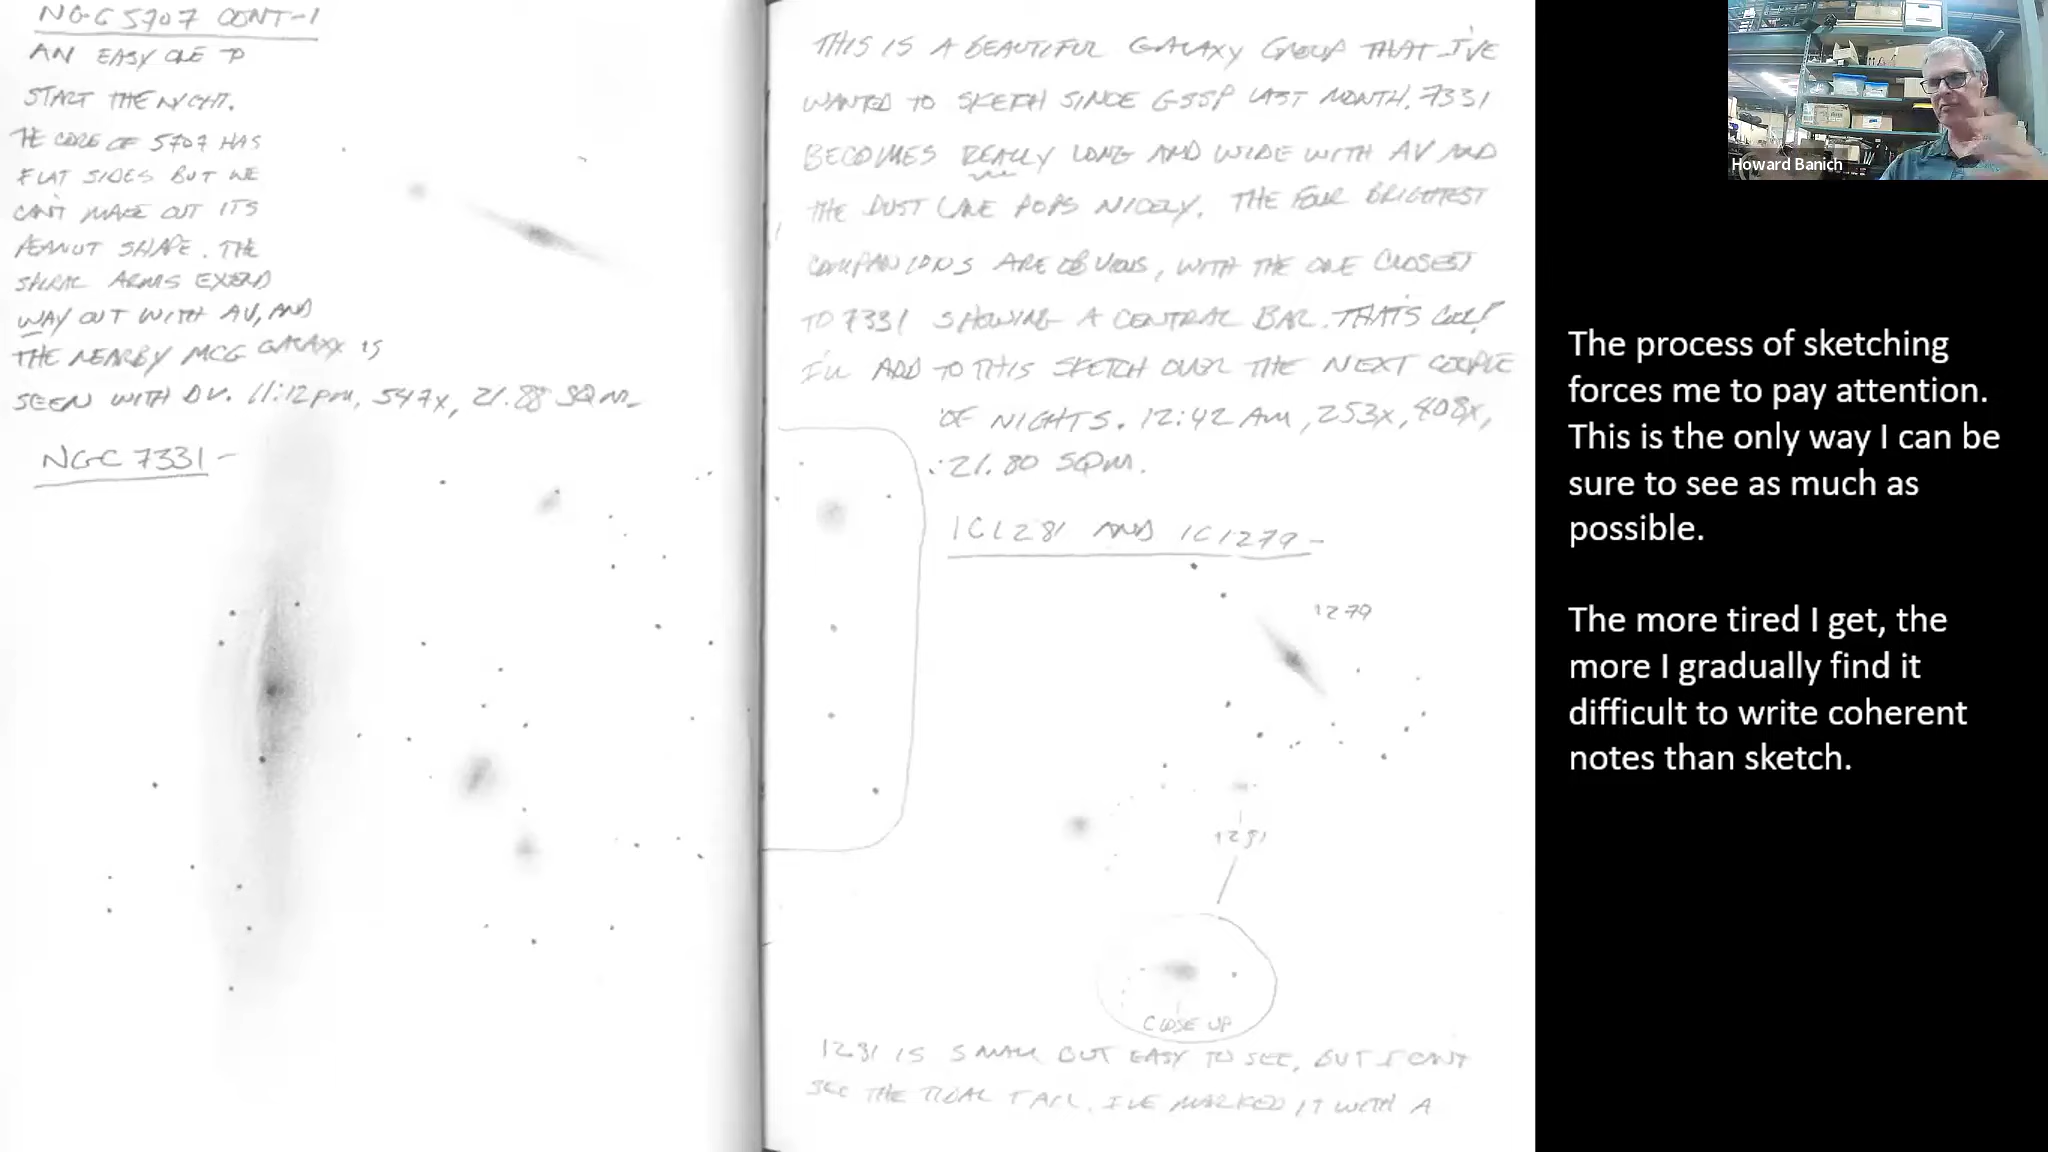 NGC 5707 CONT-1
AN EASY ONE TO
START THE NIGHT.
THE CORE OF 5707 HAS
FLAT SIDES BUT WE
CAN'T MAKE OUT ITS
PEANUT SHAPE. THE
SPIRAL ARMS EXTEND
WAY OUT WITH AV, AND
THE NEARBY MCG GALAXY IS
SEEN WITH DV. 11:12 PM, 547X, 21.88 SQM.
NGC 7331 -
THIS IS A BEAUTIFUL GALAXY GROUP THAT I'VE
WANTED TO SKETCH SINCE GSSP LAST MONTH. 7331
BECOMES REALLY LONG AND WIDE WITH AV AND
THE DUST LANE POPS NICELY. THE FOUR BRIGHTEST
COMPANIONS ARE OBVIOUS, WITH THE ONE CLOSEST
TO 7331 SHOWING A CENTRAL BAR. THAT'S COOL!
I'LL ADD TO THIS SKETCH OVER THE NEXT COUPLE
OF NIGHTS. 12:42 AM, 253X, 408X,
21.80 SQM.
IC1281 AND IC1279 -
1279
1281
CLOSE UP
1281 IS SMALL BUT EASY TO SEE, BUT I CAN'T
SEE THE TIDAL TAIL. I'VE MARKED IT WITH A
Howard Banich
The process of sketching
forces me to pay attention.
This is the only way I can be
sure to see as much as
possible.
The more tired I get, the
more I gradually find it
difficult to write coherent
notes than sketch.